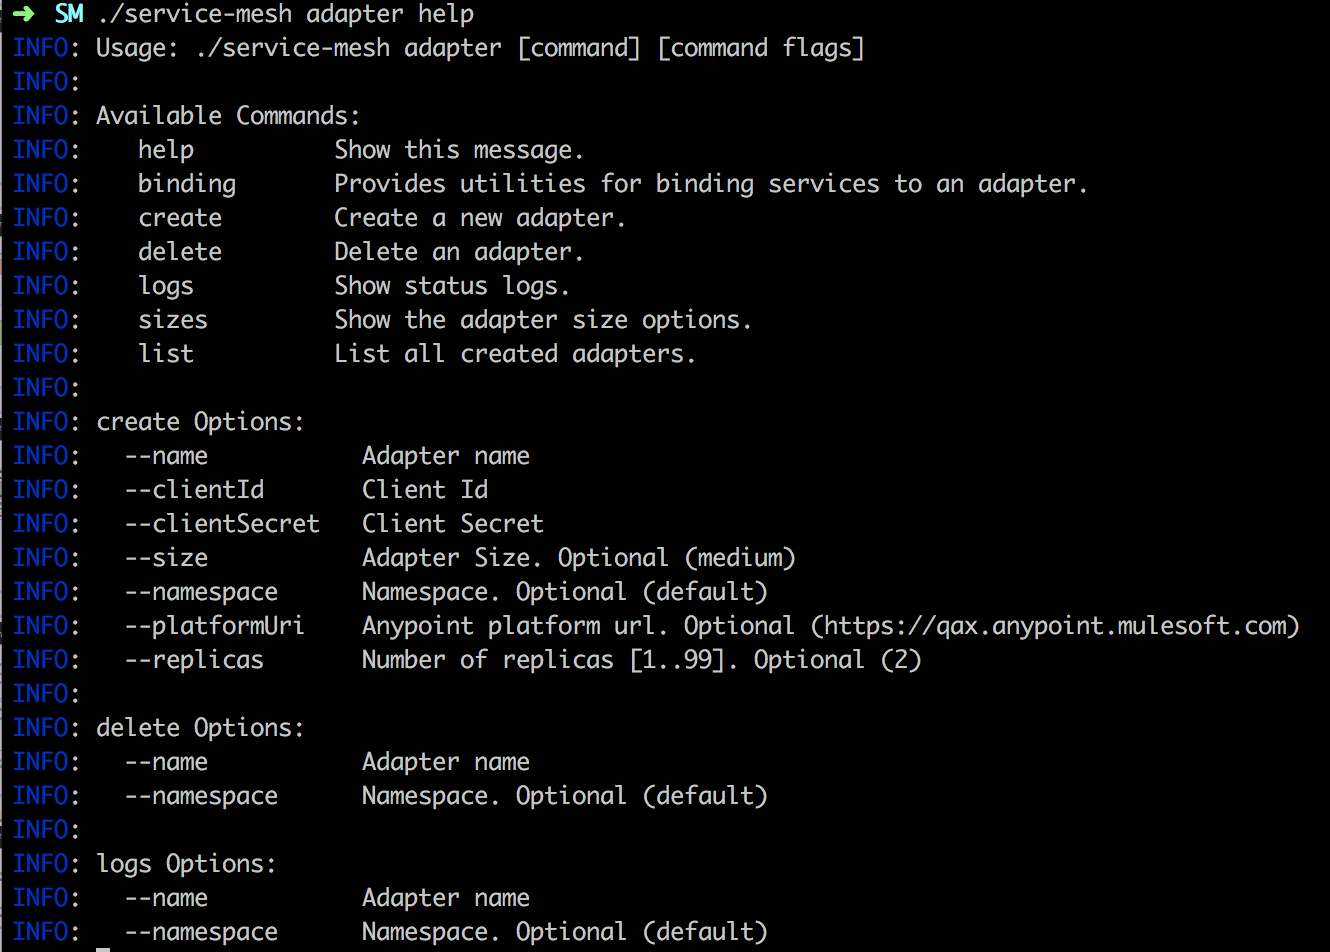 ➜ SM ./service-mesh adapter help
INFO: Usage: ./service-mesh adapter [command] [command flags]
INFO:
INFO: Available Commands:
INFO:    help          Show this message.
INFO:    binding       Provides utilities for binding services to an adapter.
INFO:    create        Create a new adapter.
INFO:    delete        Delete an adapter.
INFO:    logs          Show status logs.
INFO:    sizes         Show the adapter size options.
INFO:    list          List all created adapters.
INFO:
INFO: create Options:
INFO:   --name           Adapter name
INFO:   --clientId       Client Id
INFO:   --clientSecret   Client Secret
INFO:   --size           Adapter Size. Optional (medium)
INFO:   --namespace      Namespace. Optional (default)
INFO:   --platformUri    Anypoint platform url. Optional (https://qax.anypoint.mulesoft.com)
INFO:   --replicas       Number of replicas [1..99]. Optional (2)
INFO:
INFO: delete Options:
INFO:   --name           Adapter name
INFO:   --namespace      Namespace. Optional (default)
INFO:
INFO: logs Options:
INFO:   --name           Adapter name
INFO:   --namespace      Namespace. Optional (default)